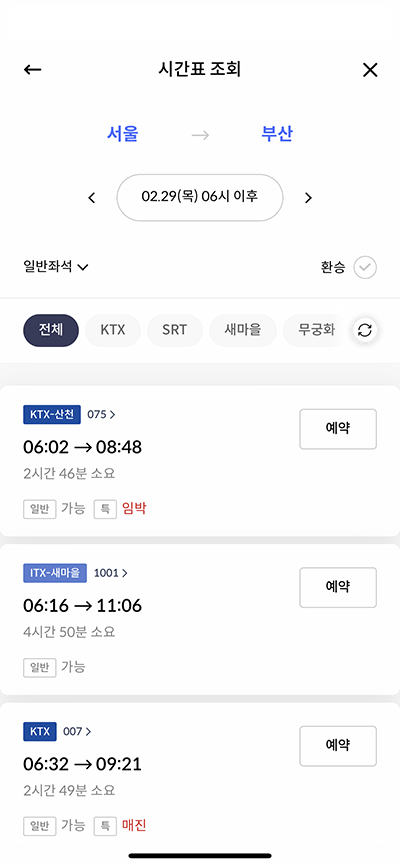 시간표 조회
서울 → 부산
02.29(목) 06시 이후
일반좌석 환승
전체 KTX SRT 새마을 무궁화
KTX-산천 075
예약
06:02 → 08:48
2시간 46분 소요
일반 가능 특 임박
ITX-새마을 1001
예약
06:16 → 11:06
4시간 50분 소요
일반 가능
KTX 007
예약
06:32 → 09:21
2시간 49분 소요
일반 가능 특 매진